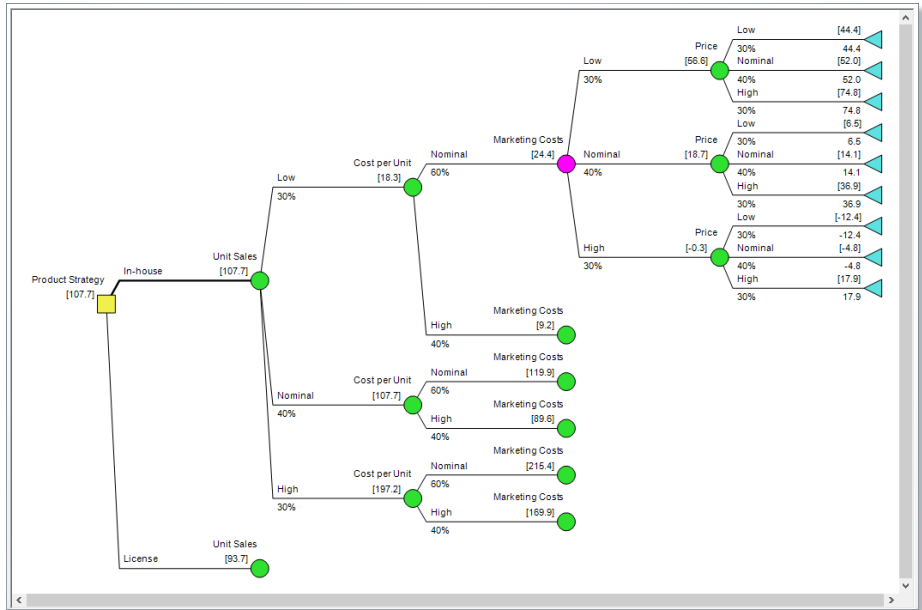 Low [44.4]
Price 30% 44.4
Low [56.6] Nominal [52.0]
30% 40% 52.0
High [74.8]
30% 74.8
Low [6.5]
Marketing Costs Price 30% 6.5
Nominal [24.4] Nominal [18.7] Nominal [14.1]
60% 40% 40% 14.1
Cost per Unit High [36.9]
Low [18.3] 30% 36.9
30% Low [-12.4]
Price 30% -12.4
High [-0.3] Nominal [-4.8]
30% 40% -4.8
Unit Sales High [17.9]
In-house [107.7] 30% 17.9
Product Strategy
[107.7]
Marketing Costs
High [9.2]
40%
Marketing Costs
Cost per Unit Nominal [119.9]
Nominal [107.7] 60%
40% Marketing Costs
High [89.6]
40%
Marketing Costs
Cost per Unit Nominal [215.4]
High [197.2] 60%
30% Marketing Costs
High [169.9]
40%
Unit Sales
License [93.7]